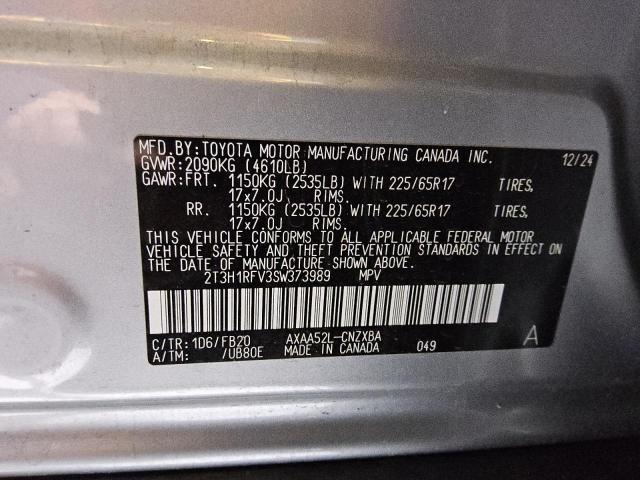 MFD.BY:TOYOTA MOTOR MANUFACTURING CANADA INC. 12/24
GVWR:2090KG (4610LB)
GAWR:FRT. 1150KG (2535LB) WITH 225/65R17 TIRES,
17x7.0J RIMS.
RR. 1150KG (2535LB) WITH 225/65R17 TIRES,
17x7.0J RIMS.
THIS VEHICLE CONFORMS TO ALL APPLICABLE FEDERAL MOTOR
VEHICLE SAFETY AND THEFT PREVENTION STANDARDS IN EFFECT ON
THE DATE OF MANUFACTURE SHOWN ABOVE.
2T3H1RFV3SW373989 MPV
C/TR:1D6/FB20 AXAA52L-CNZXBA
A/TM: /UB80E MADE IN CANADA 049 A